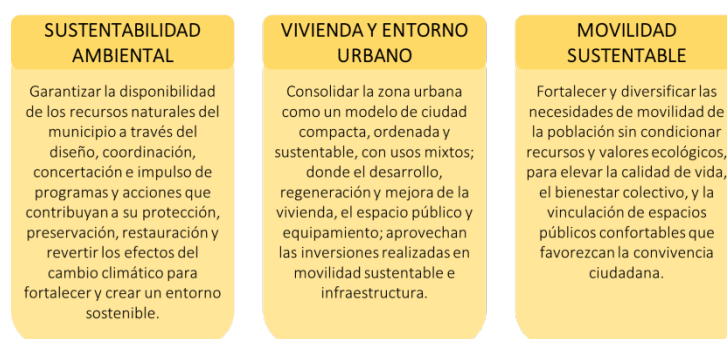 SUSTENTABILIDAD
AMBIENTAL
Garantizar la disponibilidad
de los recursos naturales del
municipio a través del
diseño, coordinación,
concertación e impulso de
programas y acciones que
contribuyan a su protección,
preservación, restauración y
revertir los efectos del
cambio climático para
fortalecer y crear un entorno
sostenible.
VIVIENDA Y ENTORNO
URBANO
Consolidar la zona urbana
como un modelo de ciudad
compacta, ordenada y
sustentable, con usos mixtos;
donde el desarrollo,
regeneración y mejora de la
vivienda, el espacio público y
equipamiento; aprovechan
las inversiones realizadas en
movilidad sustentable e
infraestructura.
MOVILIDAD
SUSTENTABLE
Fortalecer y diversificar las
necesidades de movilidad de
la población sin condicionar
recursos y valores ecológicos,
para elevar la calidad de vida,
el bienestar colectivo, y la
vinculación de espacios
públicos confortables que
favorezcan la convivencia
ciudadana.